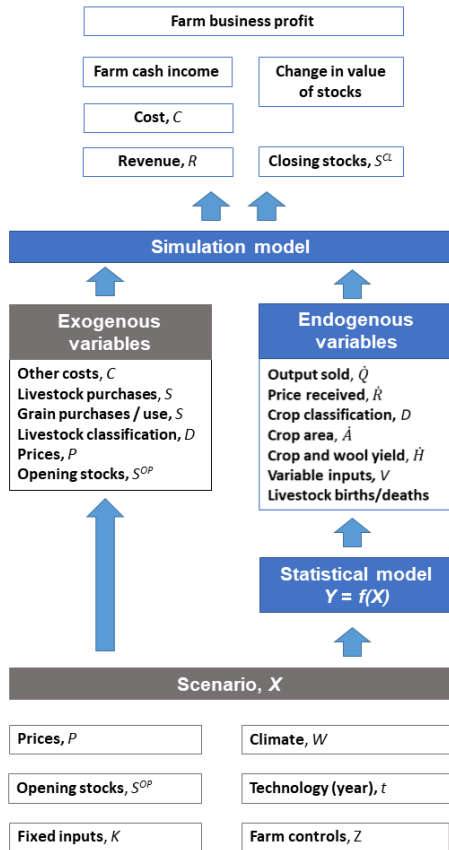 Farm business profit
Farm cash income
Change in value
of stocks
Cost, C
Revenue, R
Closing stocks, S^CL
Simulation model
Exogenous
variables
Other costs, C
Livestock purchases, S
Grain purchases / use, S
Livestock classification, D
Prices, P
Opening stocks, S^OP
Endogenous
variables
Output sold, Q̇
Price received, Ṙ
Crop classification, D
Crop area, Ȧ
Crop and wool yield, Ḣ
Variable inputs, V
Livestock births/deaths
Statistical model
Y = f(X)
Scenario, X
Prices, P
Climate, W
Opening stocks, S^OP
Technology (year), t
Fixed inputs, K
Farm controls, Z